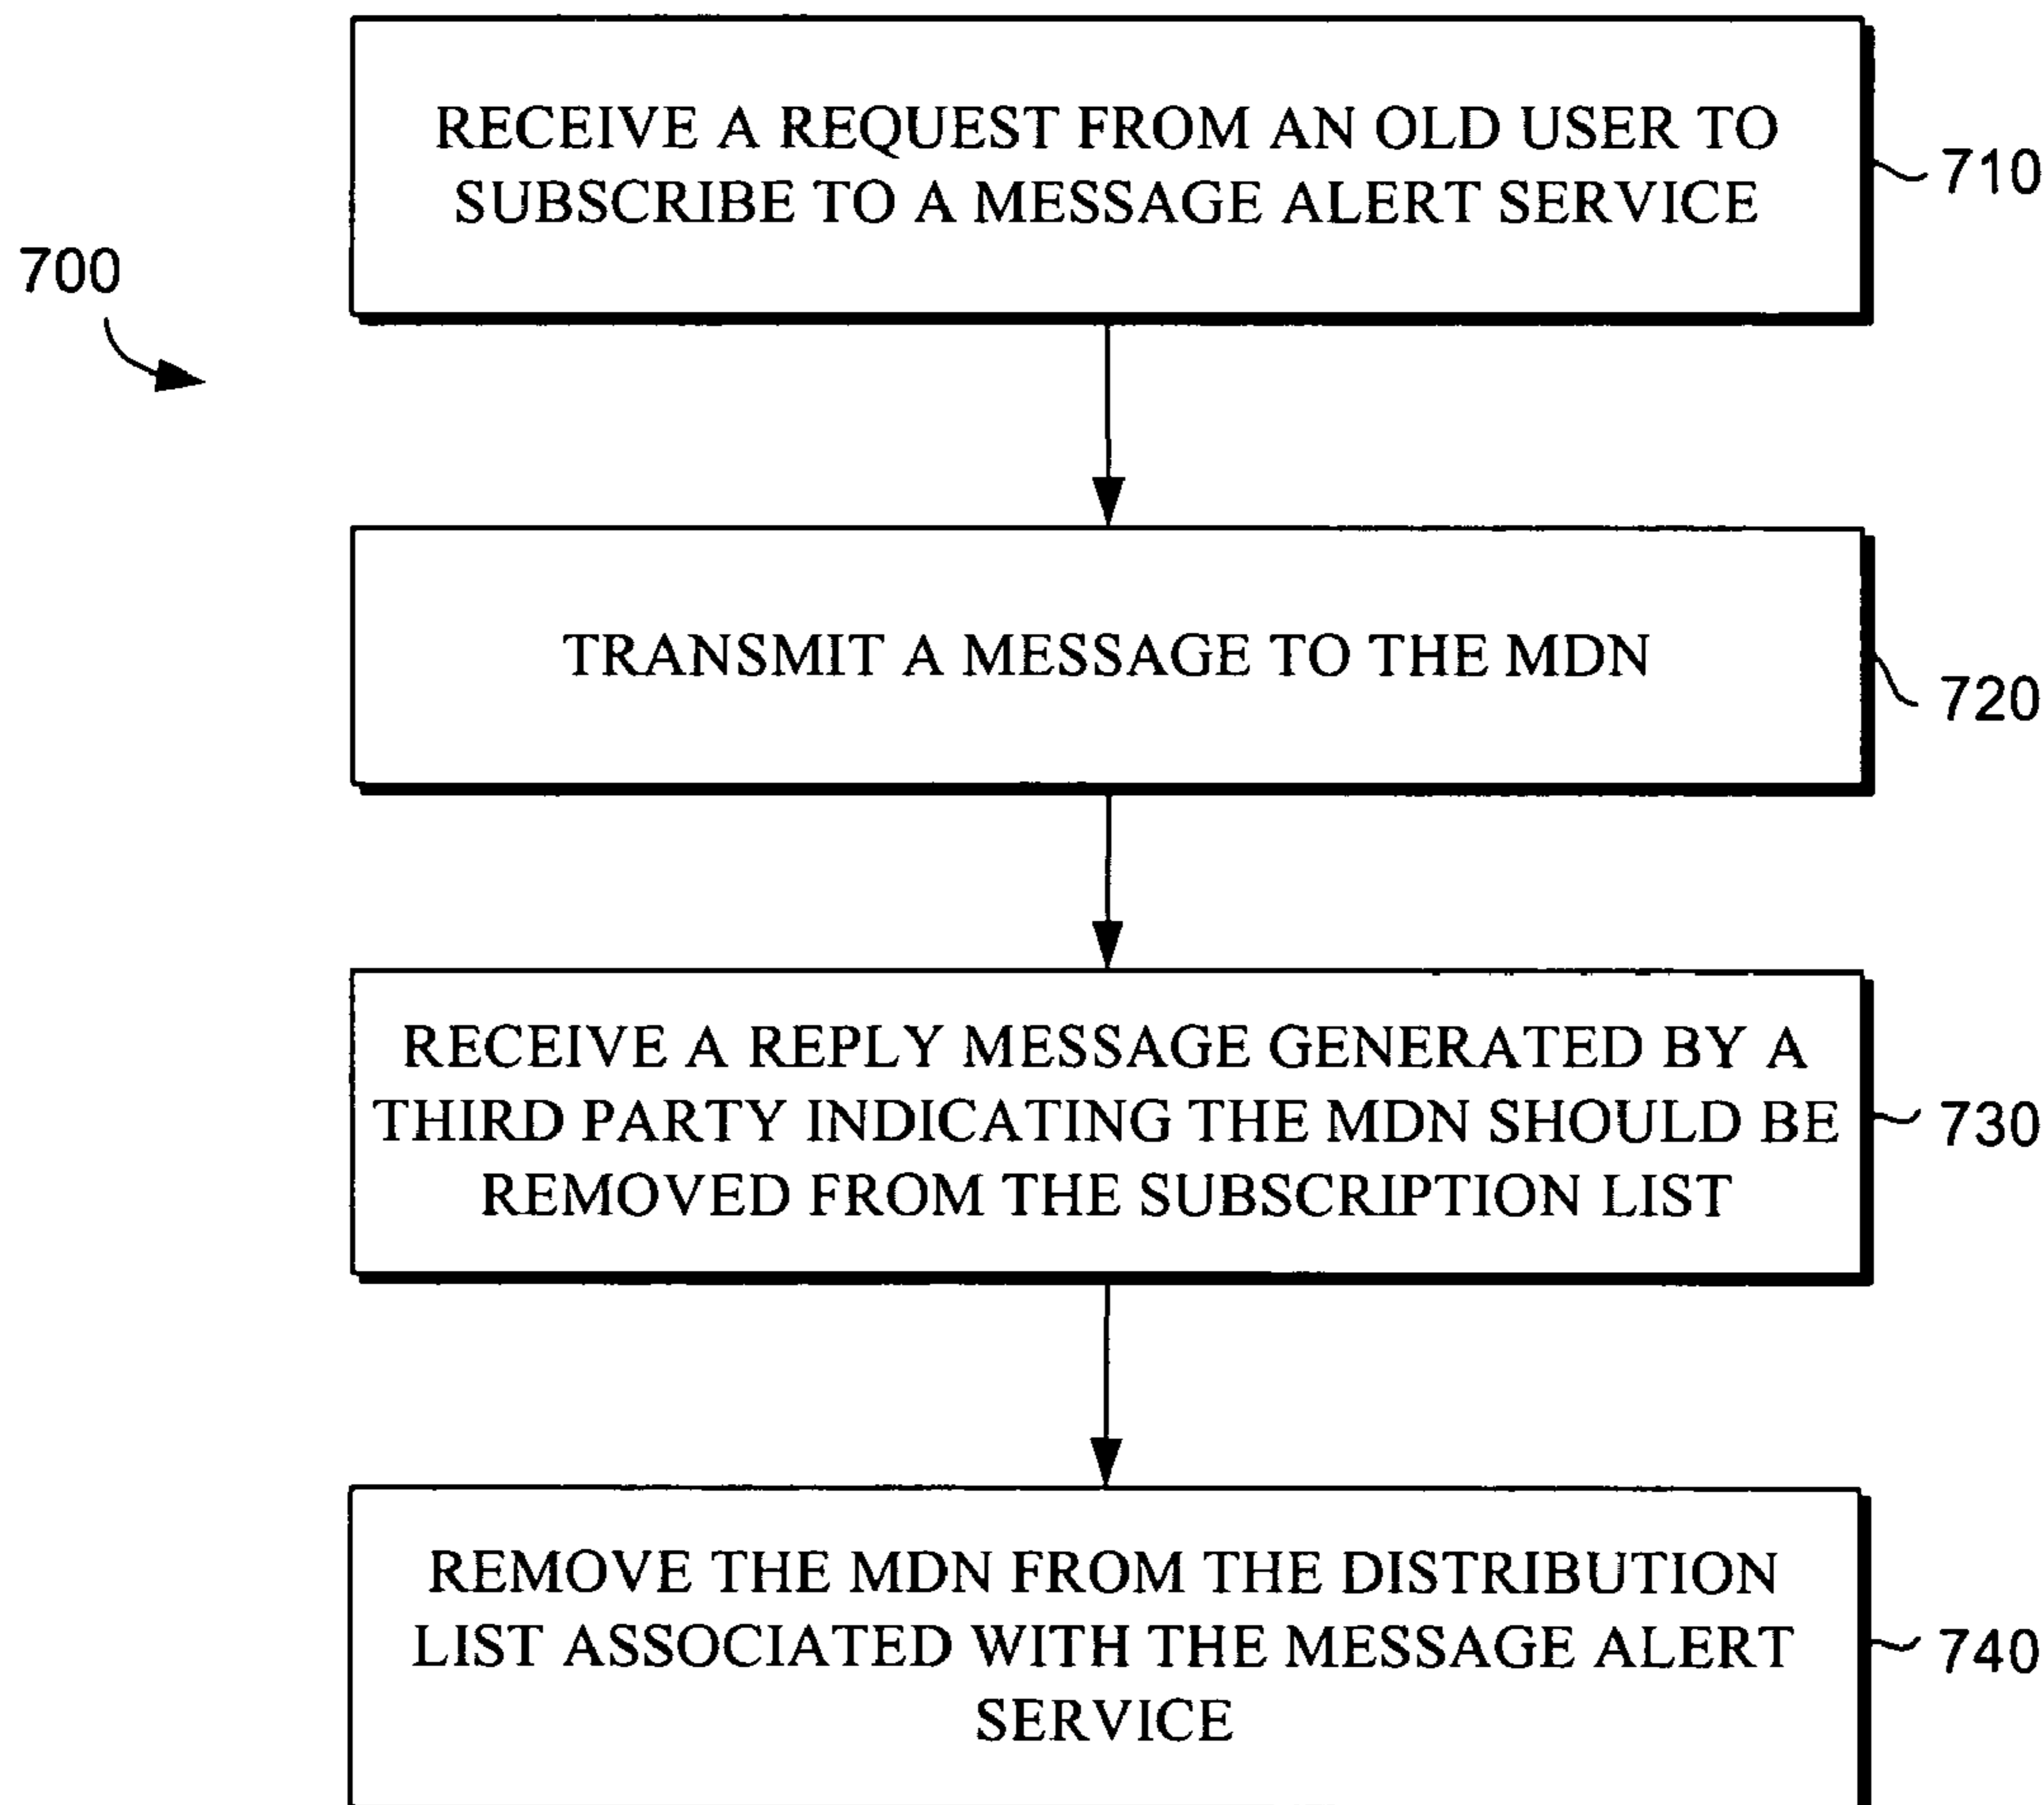 RECEIVE A REQUEST FROM AN OLD USER TO
SUBSCRIBE TO A MESSAGE ALERT SERVICE
710
700
TRANSMIT A MESSAGE TO THE MDN
720
RECEIVE A REPLY MESSAGE GENERATED BY A
THIRD PARTY INDICATING THE MDN SHOULD BE
REMOVED FROM THE SUBSCRIPTION LIST
730
REMOVE THE MDN FROM THE DISTRIBUTION
LIST ASSOCIATED WITH THE MESSAGE ALERT
SERVICE
740